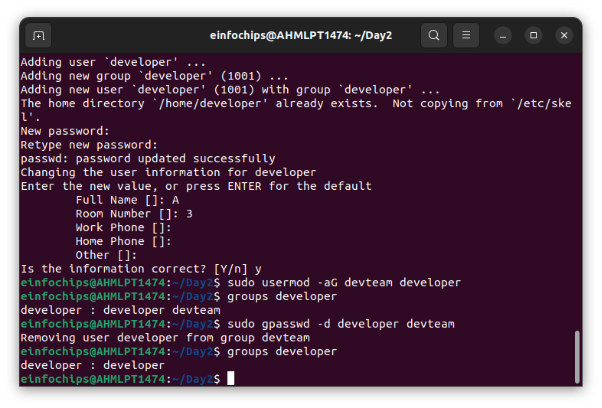 einfochips@AHMLPT1474: ~/Day2
Adding user `developer' ...
Adding new group `developer' (1001) ...
Adding new user `developer' (1001) with group `developer' ...
The home directory `/home/developer' already exists.  Not copying from `/etc/ske
l'.
New password:
Retype new password:
passwd: password updated successfully
Changing the user information for developer
Enter the new value, or press ENTER for the default
        Full Name []: A
        Room Number []: 3
        Work Phone []:
        Home Phone []:
        Other []:
Is the information correct? [Y/n] y
einfochips@AHMLPT1474:~/Day2$ sudo usermod -aG devteam developer
einfochips@AHMLPT1474:~/Day2$ groups developer
developer : developer devteam
einfochips@AHMLPT1474:~/Day2$ sudo gpasswd -d developer devteam
Removing user developer from group devteam
einfochips@AHMLPT1474:~/Day2$ groups developer
developer : developer
einfochips@AHMLPT1474:~/Day2$